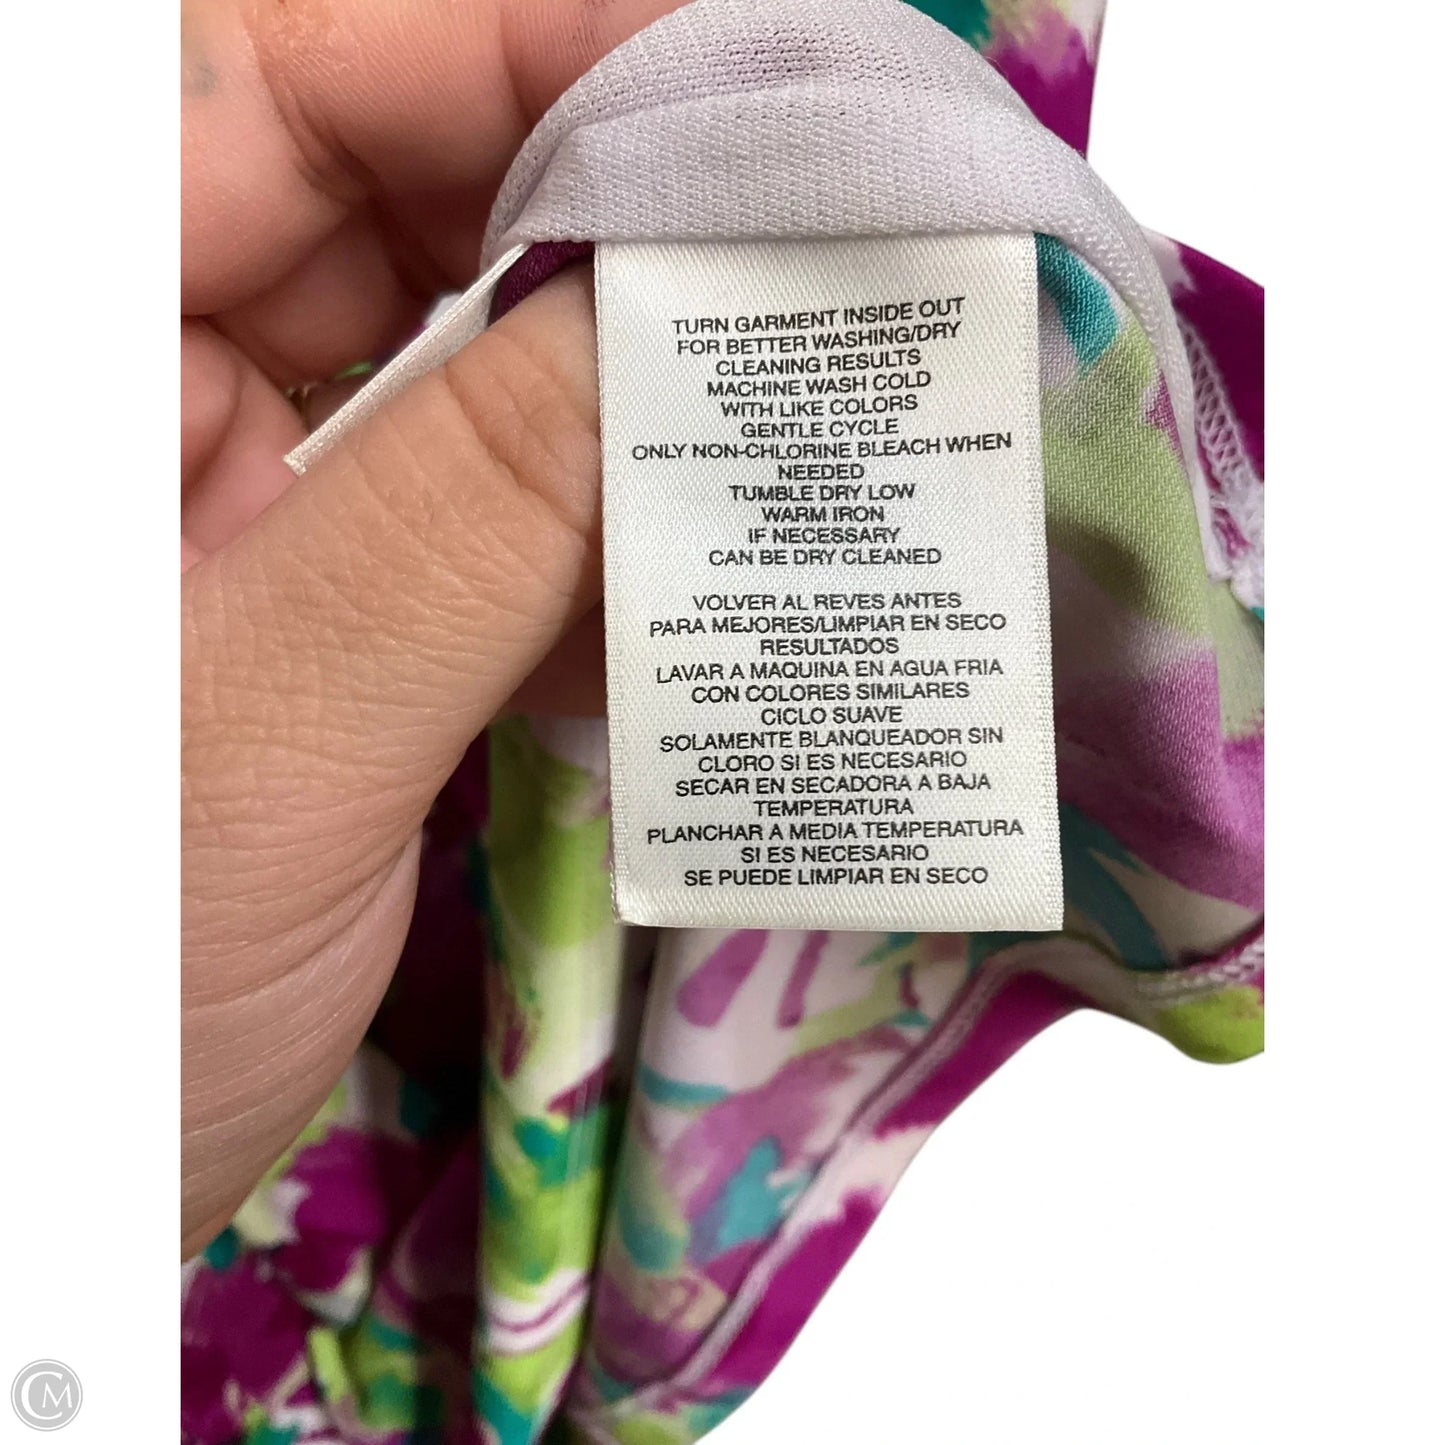 TURN GARMENT INSIDE OUT
FOR BETTER WASHING/DRY
CLEANING RESULTS
MACHINE WASH COLD
WITH LIKE COLORS
GENTLE CYCLE
ONLY NON-CHLORINE BLEACH WHEN
NEEDED
TUMBLE DRY LOW
WARM IRON
IF NECESSARY
CAN BE DRY CLEANED
VOLVER AL REVES ANTES
PARA MEJORES/LIMPIAR EN SECO
RESULTADOS
LAVAR A MAQUINA EN AGUA FRIA
CON COLORES SIMILARES
CICLO SUAVE
SOLAMENTE BLANQUEADOR SIN
CLORO SI ES NECESARIO
SECAR EN SECADORA A BAJA
TEMPERATURA
PLANCHAR A MEDIA TEMPERATURA
SI ES NECESARIO
SE PUEDE LIMPIAR EN SECO
CM